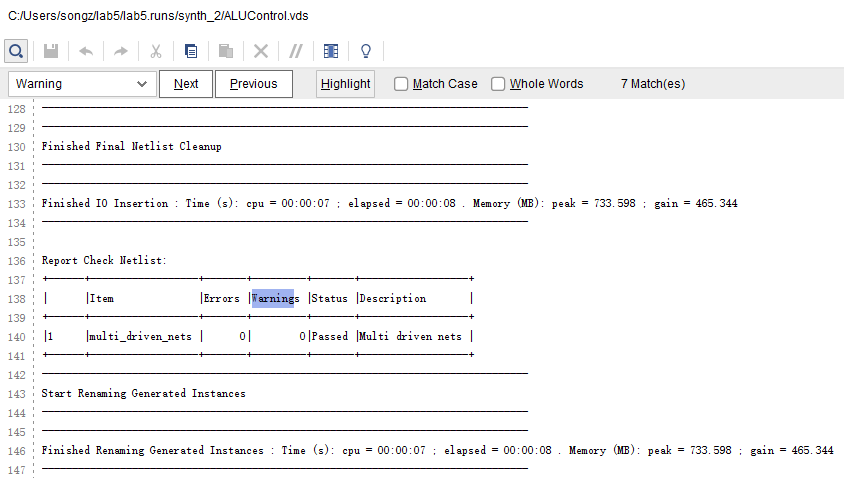 C:/Users/songz/lab5/lab5.runs/synth_2/ALUControl.vds
Warning Next Previous Highlight Match Case Whole Words 7 Match(es)
128
129
130 Finished Final Netlist Cleanup
131
132
133 Finished IO Insertion : Time (s): cpu = 00:00:07 ; elapsed = 00:00:08 . Memory (MB): peak = 733.598 ; gain = 465.344
134
135
136 Report Check Netlist:
137 +------+------------------+-------+---------+-------+------------------+
138 | |Item |Errors |Warnings |Status |Description |
139 +------+------------------+-------+---------+-------+------------------+
140 |1 |multi_driven_nets | 0| 0|Passed |Multi driven nets |
141 +------+------------------+-------+---------+-------+------------------+
142
143 Start Renaming Generated Instances
144
145
146 Finished Renaming Generated Instances : Time (s): cpu = 00:00:07 ; elapsed = 00:00:08 . Memory (MB): peak = 733.598 ; gain = 465.344
147